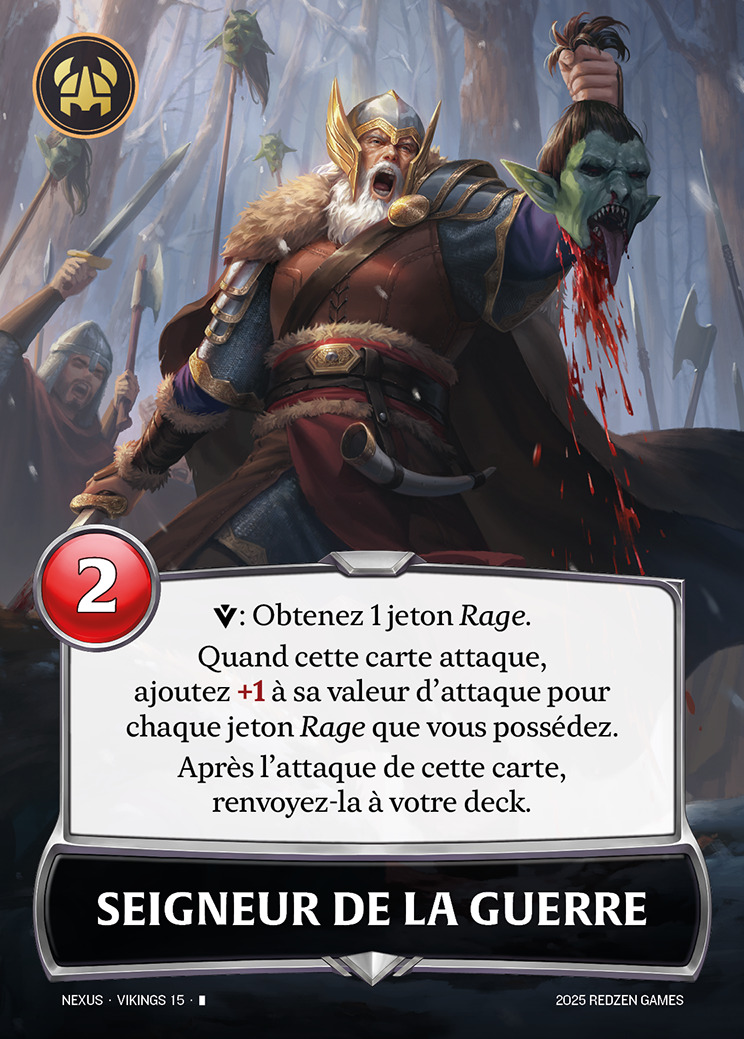 2
: Obtenez 1 jeton Rage.
Quand cette carte attaque,
ajoutez +1 à sa valeur d’attaque pour
chaque jeton Rage que vous possédez.
Après l’attaque de cette carte,
renvoyez-la à votre deck.
SEIGNEUR DE LA GUERRE
NEXUS · VIKINGS 15 ·
2025 REDZEN GAMES